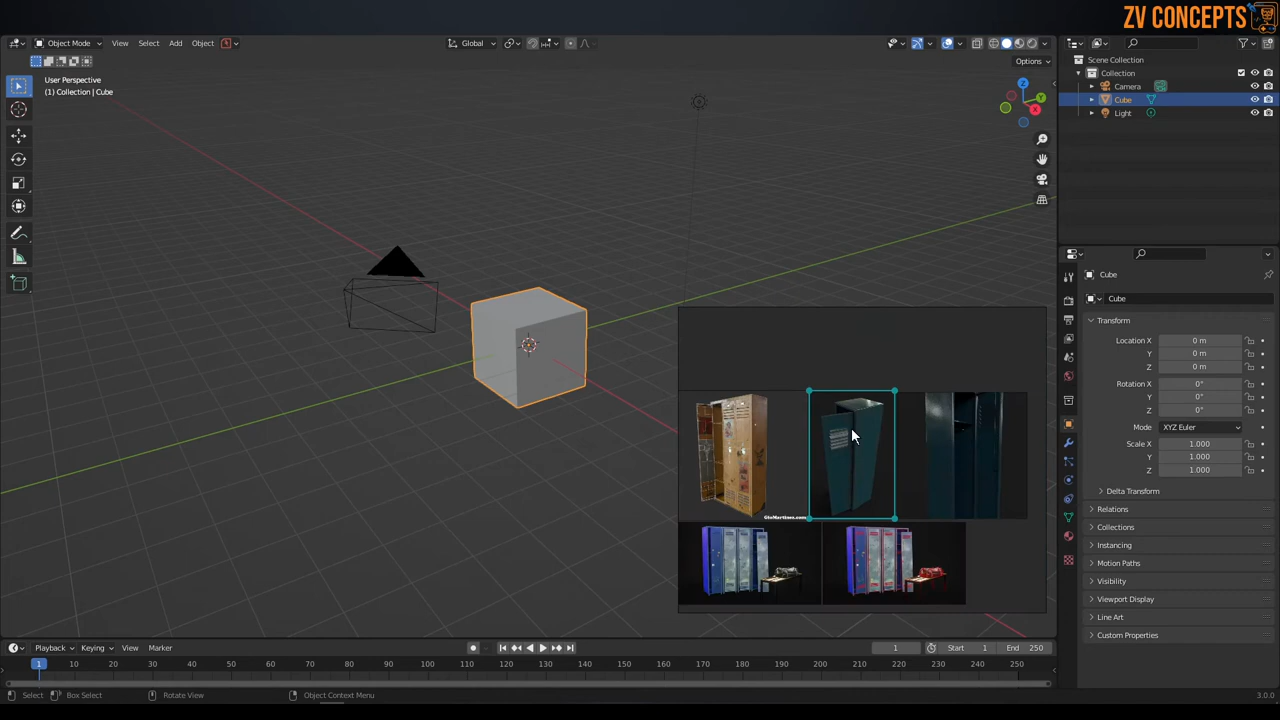 ZV CONCEPTS
Object Mode View Select Add Object Global
Options
User Perspective
(1) Collection | Cube
Z
Y
X
GioMartines.com
Scene Collection
Collection
Camera
Cube
Light
Cube
Cube
Transform
Location X 0 m
Y 0 m
Z 0 m
Rotation X 0°
Y 0°
Z 0°
Mode XYZ Euler
Scale X 1.000
Y 1.000
Z 1.000
Delta Transform
Relations
Collections
Instancing
Motion Paths
Visibility
Viewport Display
Line Art
Custom Properties
Playback Keying View Marker 1 Start 1 End 250
1 10 20 30 40 50 60 70 80 90 100 110 120 130 140 150 160 170 180 190 200 210 220 230 240 250
Select Box Select Rotate View Object Context Menu 3.0.0